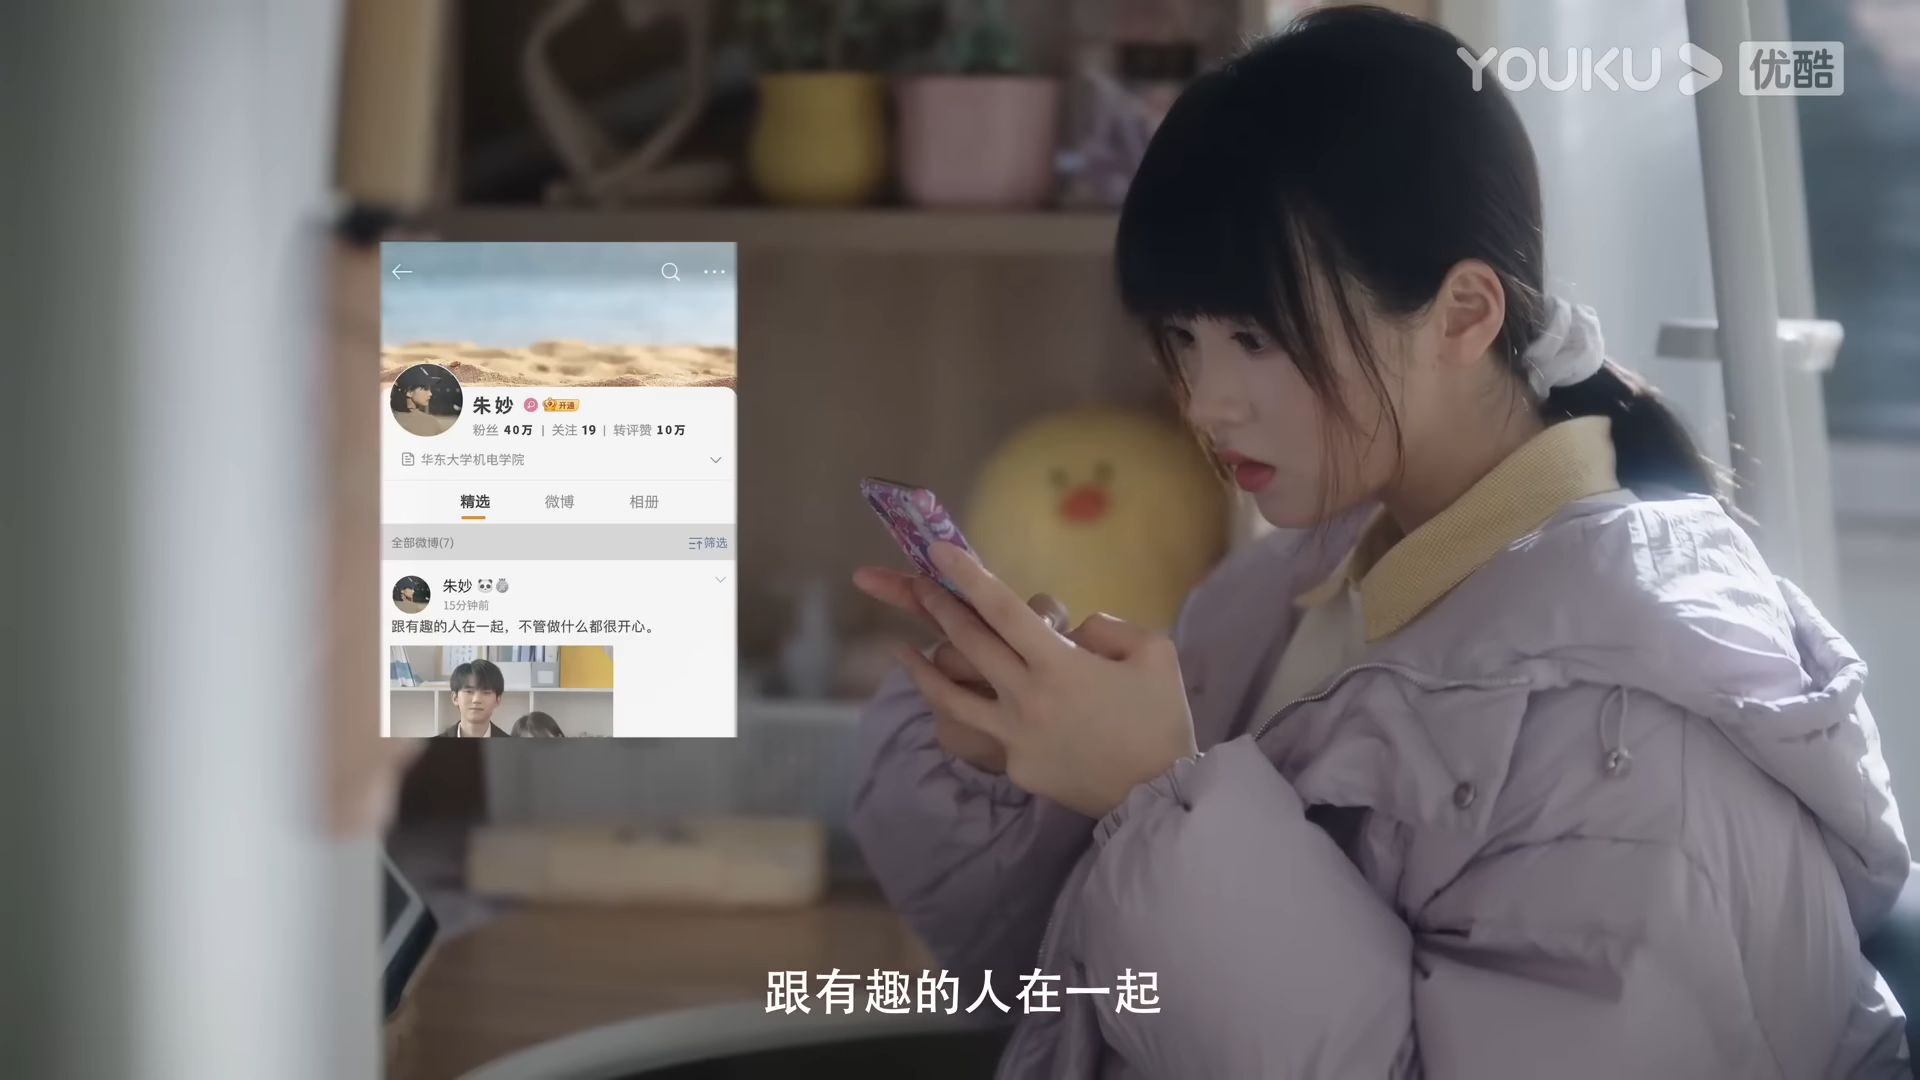 YOUKU 优酷
朱妙 开通
粉丝 40万 | 关注 19 | 转评赞 10万
华东大学机电学院
精选 微博 相册
全部微博(7) 筛选
朱妙
15分钟前
跟有趣的人在一起，不管做什么都很开心。
跟有趣的人在一起